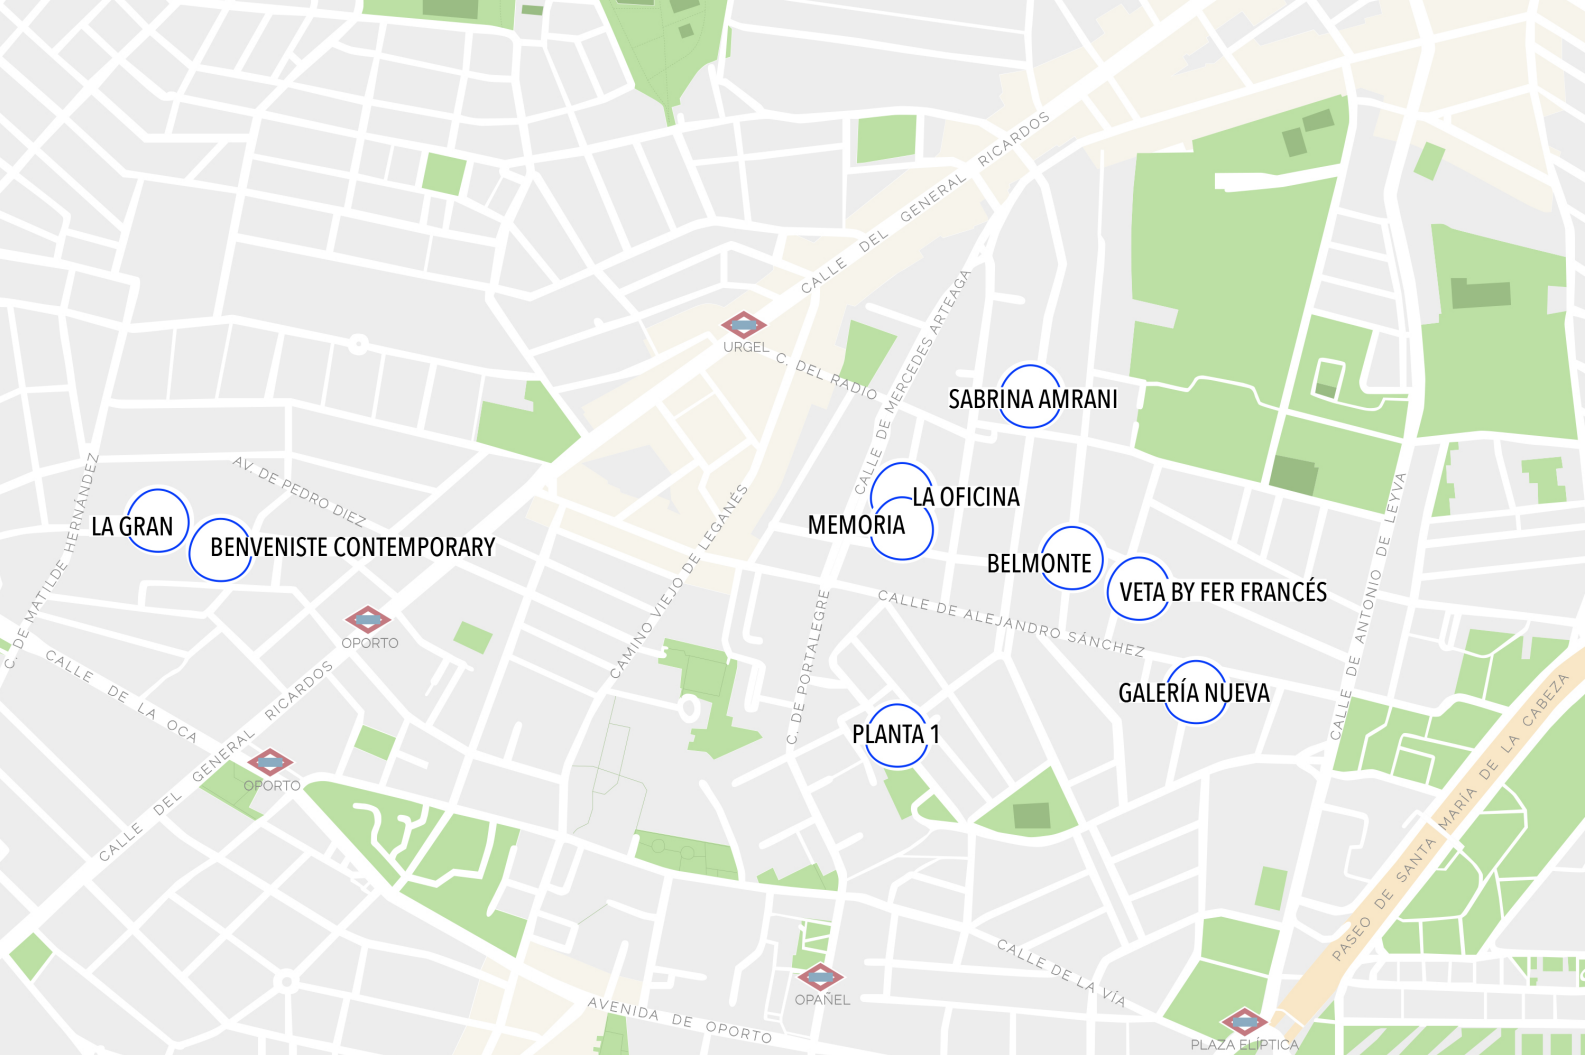 CALLE DEL GENERAL RICARDOS
CALLE DE MERCEDES ARTEAGA
URGEL
C. DEL RADIO
SABRINA AMRANI
AV. DE PEDRO DIEZ
C. DE MATILDE HERNÁNDEZ
LA GRAN
BENVENISTE CONTEMPORARY
CAMINO VIEJO DE LEGANÉS
LA OFICINA
MEMORIA
BELMONTE
VETA BY FER FRANCÉS
CALLE DE ANTONIO DE LEYVA
CALLE DE ALEJANDRO SÁNCHEZ
C. DE PORTALEGRE
OPORTO
CALLE DE LA OCA
GALERÍA NUEVA
PLANTA 1
CALLE DEL GENERAL RICARDOS
OPORTO
PASEO DE SANTA MARÍA DE LA CABEZA
CALLE DE LA VÍA
OPAÑEL
AVENIDA DE OPORTO
PLAZA ELÍPTICA